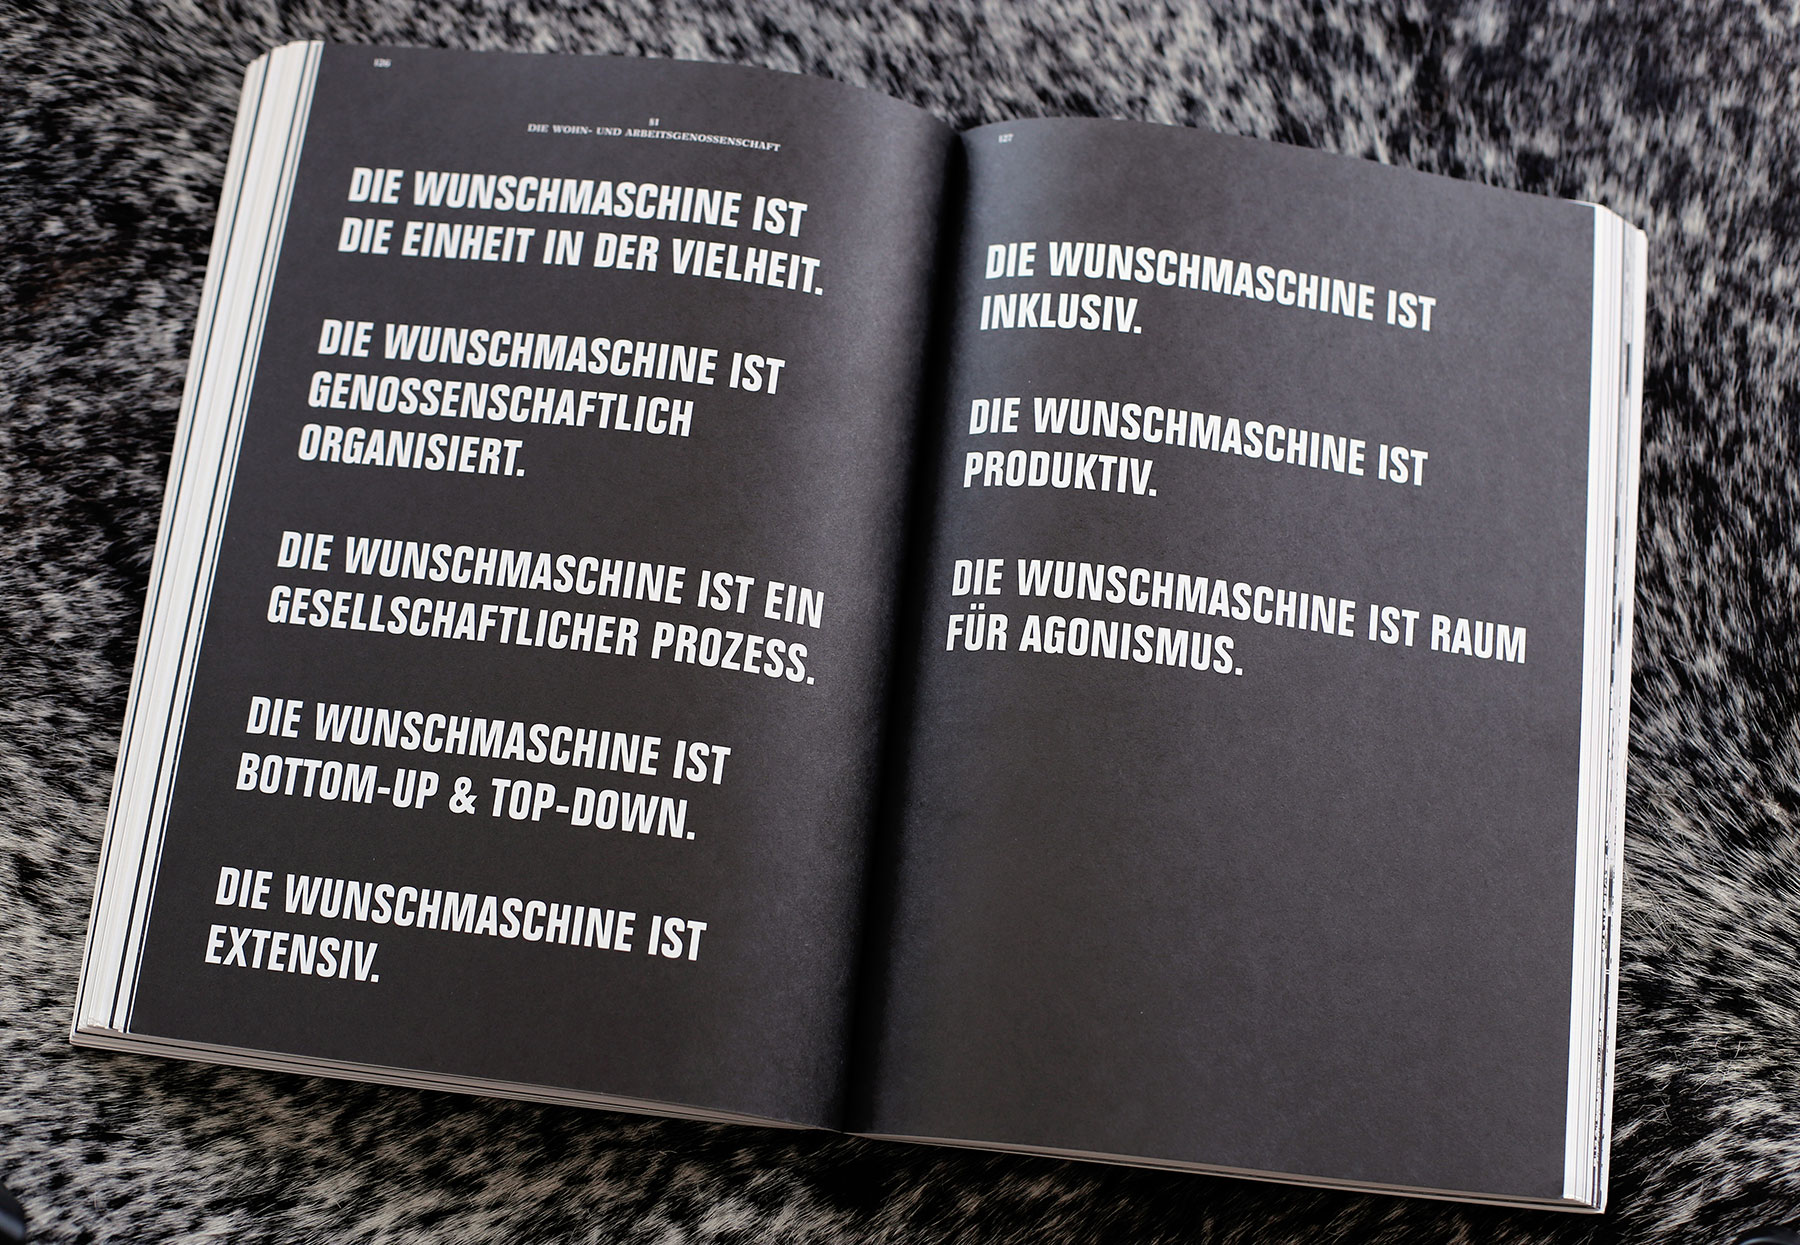 126
§1
DIE WOHN- UND ARBEITSGENOSSENSCHAFT
DIE WUNSCHMASCHINE IST
DIE EINHEIT IN DER VIELHEIT.
DIE WUNSCHMASCHINE IST
GENOSSENSCHAFTLICH
ORGANISIERT.
DIE WUNSCHMASCHINE IST EIN
GESELLSCHAFTLICHER PROZESS.
DIE WUNSCHMASCHINE IST
BOTTOM-UP & TOP-DOWN.
DIE WUNSCHMASCHINE IST
EXTENSIV.
127
DIE WUNSCHMASCHINE IST
INKLUSIV.
DIE WUNSCHMASCHINE IST
PRODUKTIV.
DIE WUNSCHMASCHINE IST RAUM
FÜR AGONISMUS.